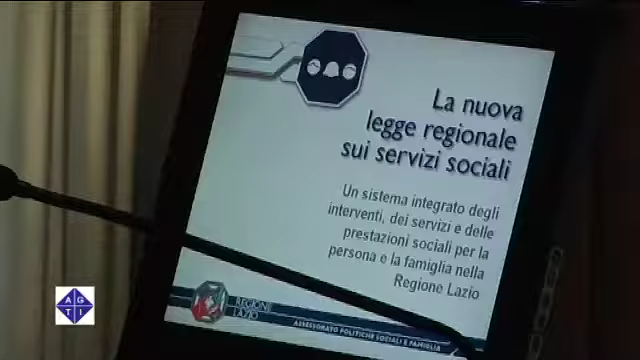 La nuova
legge regionale
sui servizi sociali
Un sistema integrato degli
interventi, dei servizi e delle
prestazioni sociali per la
persona e la famiglia nella
Regione Lazio
REGIONE
LAZIO
ASSESSORATO POLITICHE SOCIALI E FAMIGLIA
A G
T I